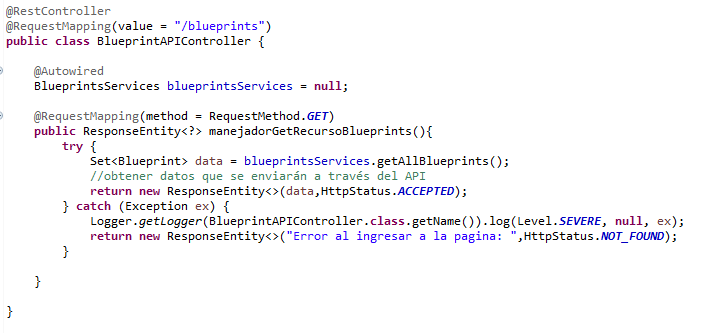 @RestController
@RequestMapping(value = "/blueprints")
public class BlueprintAPIController {
@Autowired
BlueprintsServices blueprintsServices = null;
@RequestMapping(method = RequestMethod.GET)
public ResponseEntity<?> manejadorGetRecursoBlueprints(){
try {
Set<Blueprint> data = blueprintsServices.getAllBlueprints();
//obtener datos que se enviarán a través del API
return new ResponseEntity<>(data,HttpStatus.ACCEPTED);
} catch (Exception ex) {
Logger.getLogger(BlueprintAPIController.class.getName()).log(Level.SEVERE, null, ex);
return new ResponseEntity<>("Error al ingresar a la pagina: ",HttpStatus.NOT_FOUND);
}
}
}